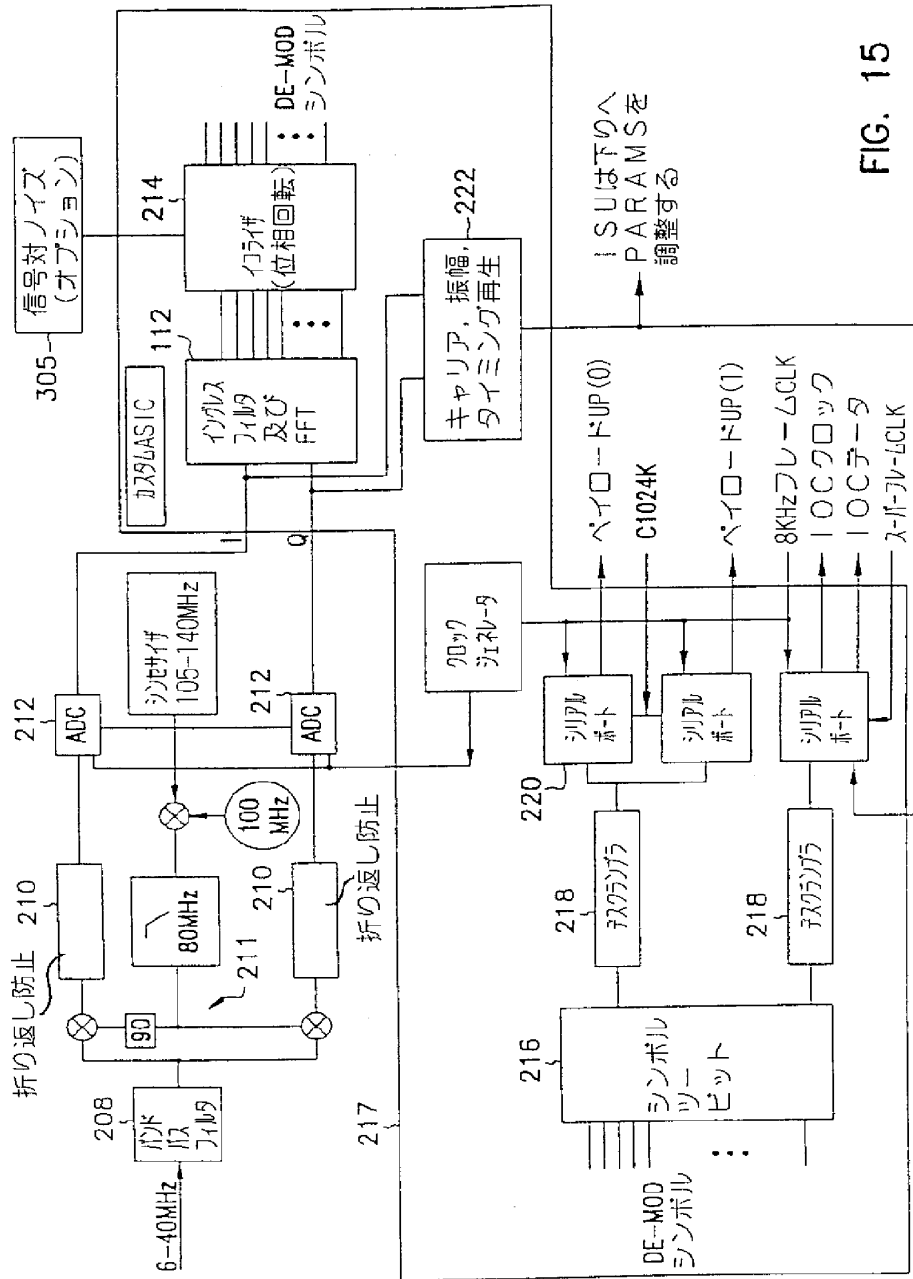 6-40MHz
208
バンド
パス
フィルタ
折り返し防止
210
90
211
80MHz
210
折り返し防止
100
MHz
シンセサイザ
105-140MHz
212
ADC
212
ADC
I
Q
カスタムASIC
112
イングレス
フィルタ
及び
FFT
214
イコライザ
(位相回転)
305
信号対ノイズ
(オプション)
DE-MOD
シンボル
222
キャリア, 振幅,
タイミング再生
ISUは下りへ
PARAMSを
調整する
217
クロック
ジェネレータ
DE-MOD
シンボル
216
シンボル
ツー
ビット
218
デスクランブラ
218
デスクランブラ
220
シリアル
ポート
シリアル
ポート
シリアル
ポート
ペイロードUP(0)
C1024K
ペイロードUP(1)
8KHzフレームCLK
IOCクロック
IOCデータ
スーパーフレームCLK
FIG. 15